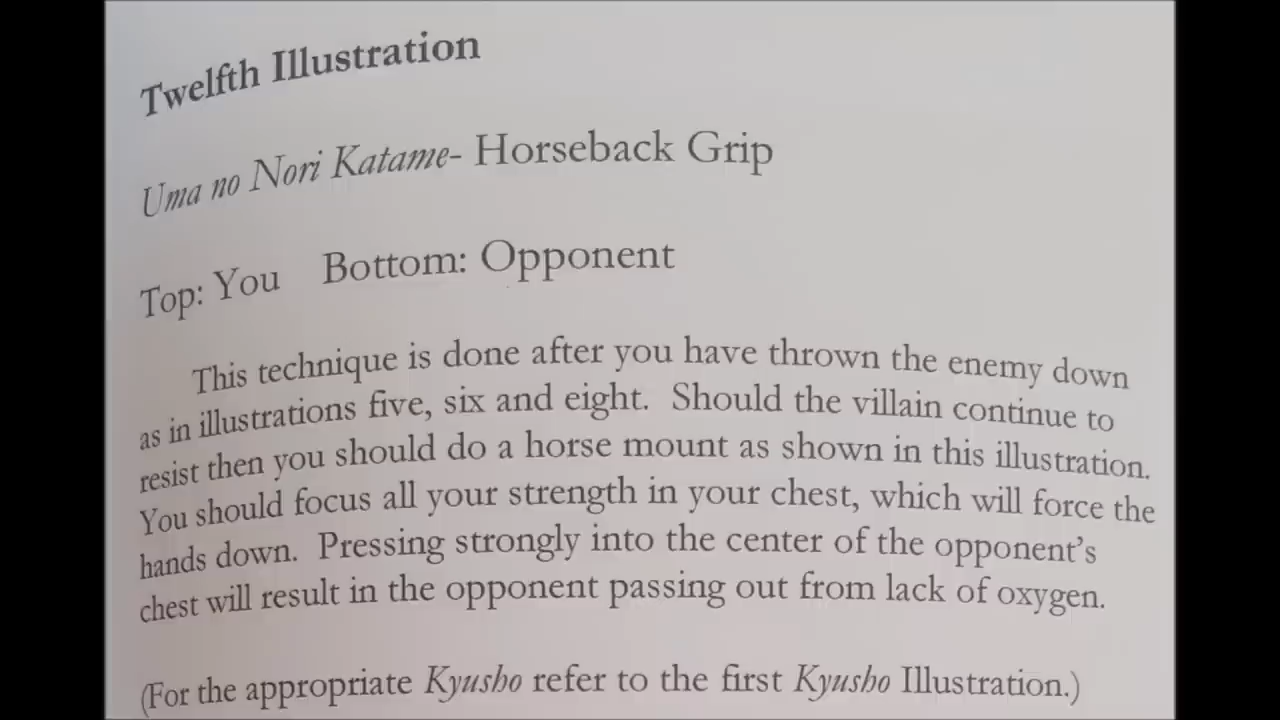 Twelfth Illustration
Uma no Nori Katame- Horseback Grip
Top: You Bottom: Opponent
This technique is done after you have thrown the enemy down
as in illustrations five, six and eight. Should the villain continue to
resist then you should do a horse mount as shown in this illustration.
You should focus all your strength in your chest, which will force the
hands down. Pressing strongly into the center of the opponent's
chest will result in the opponent passing out from lack of oxygen.
(For the appropriate Kyusho refer to the first Kyusho Illustration.)